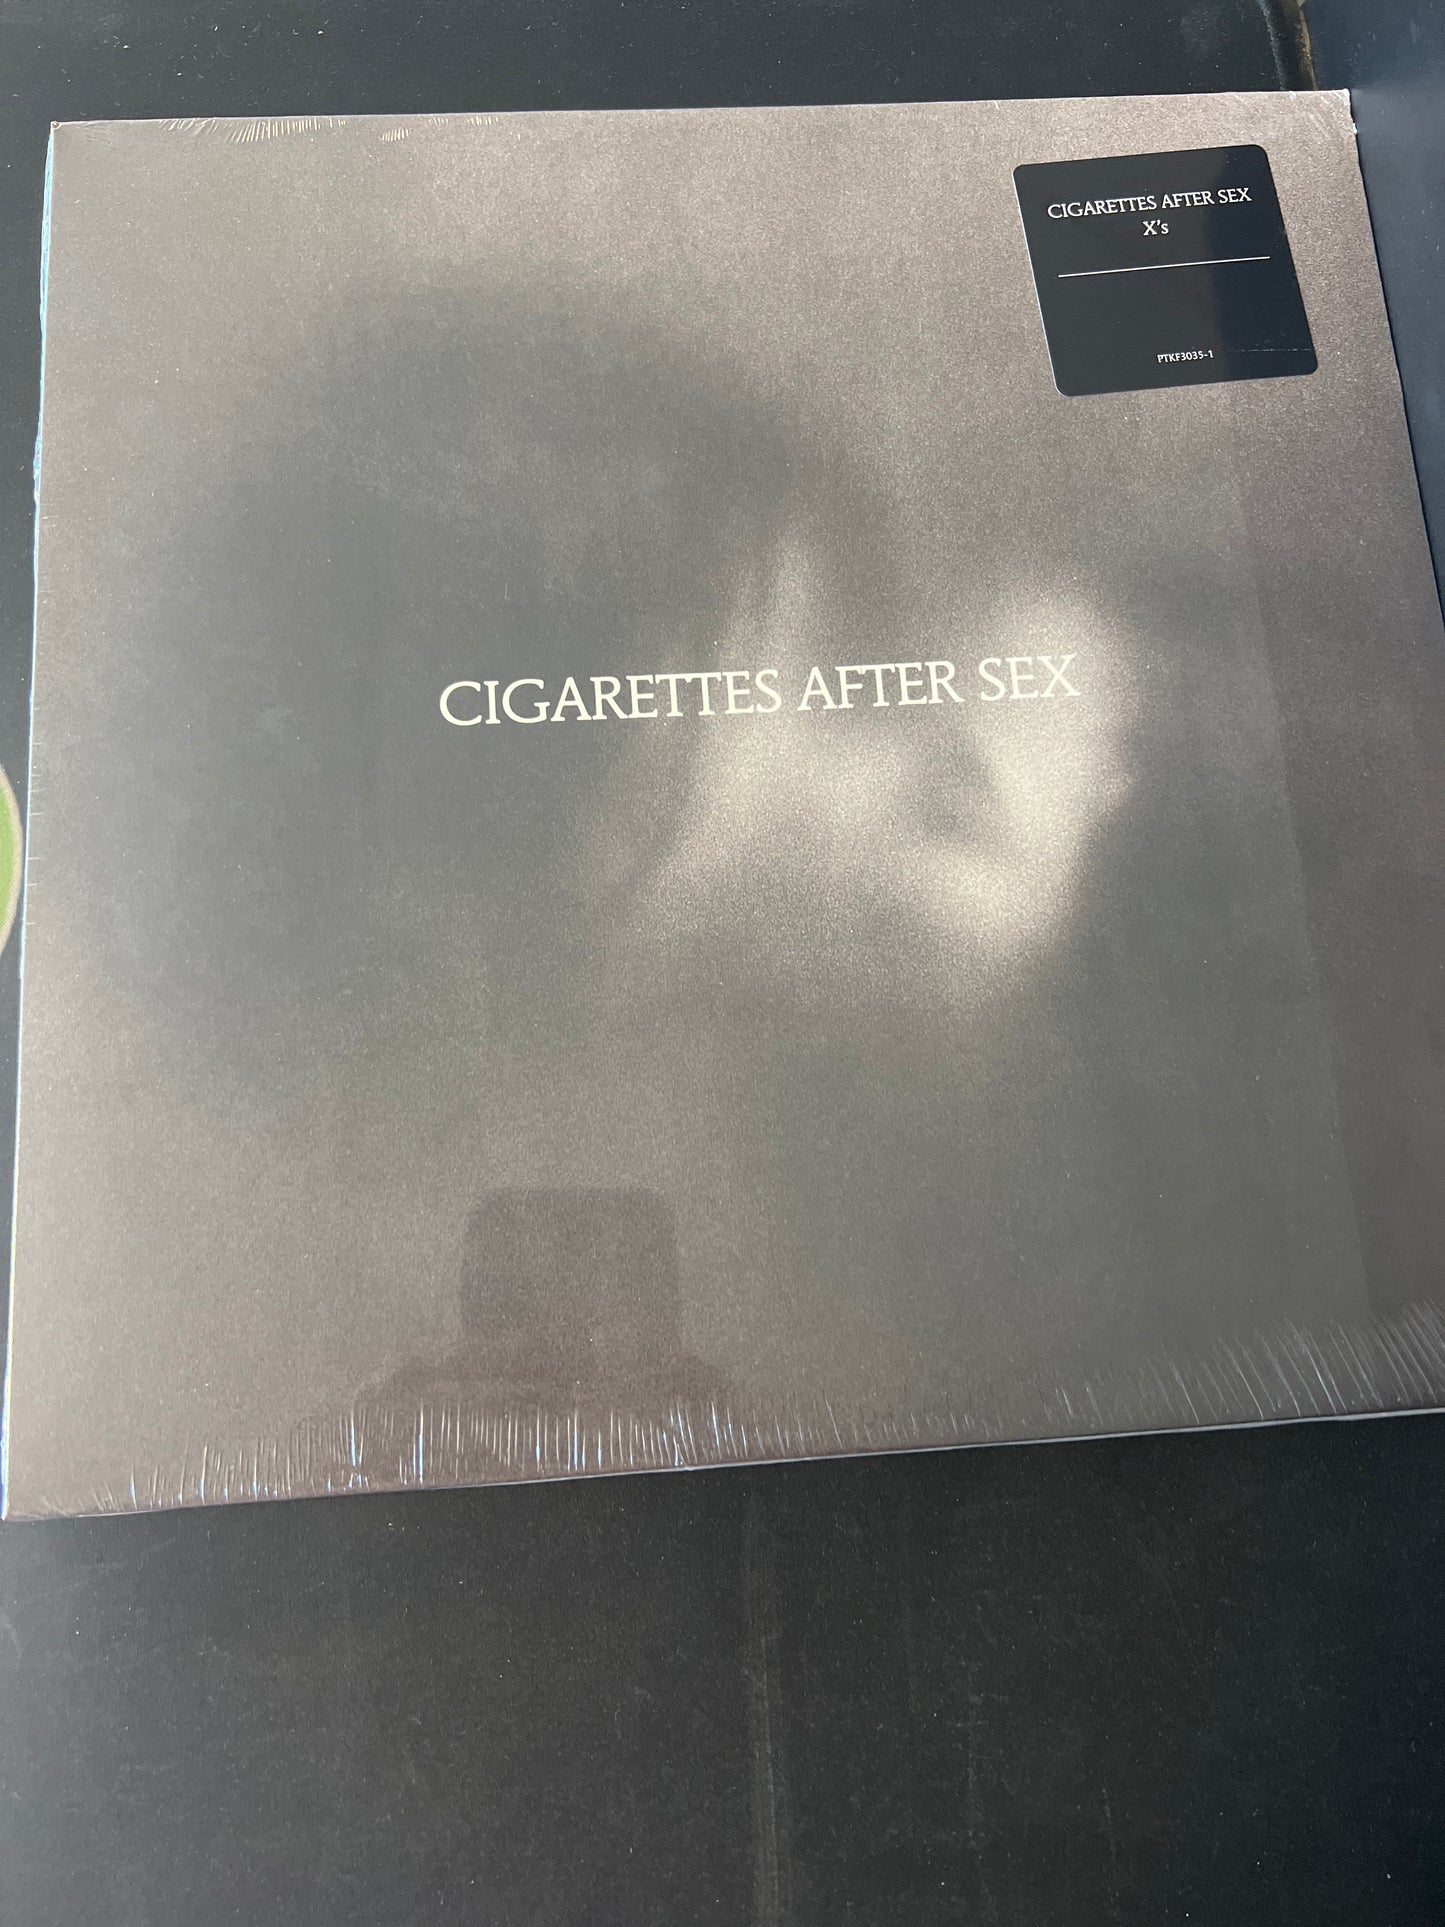 CIGARETTES AFTER SEX
X's
PTKF3035-1
CIGARETTES AFTER SEX